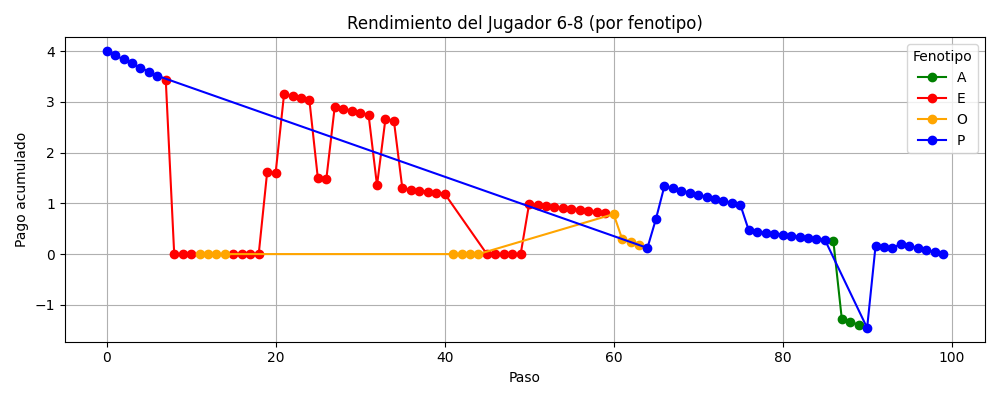 Rendimiento del Jugador 6-8 (por fenotipo)
Pago acumulado
4
3
2
1
0
−1
0 20 40 60 80 100
Paso
Fenotipo
A
E
O
P